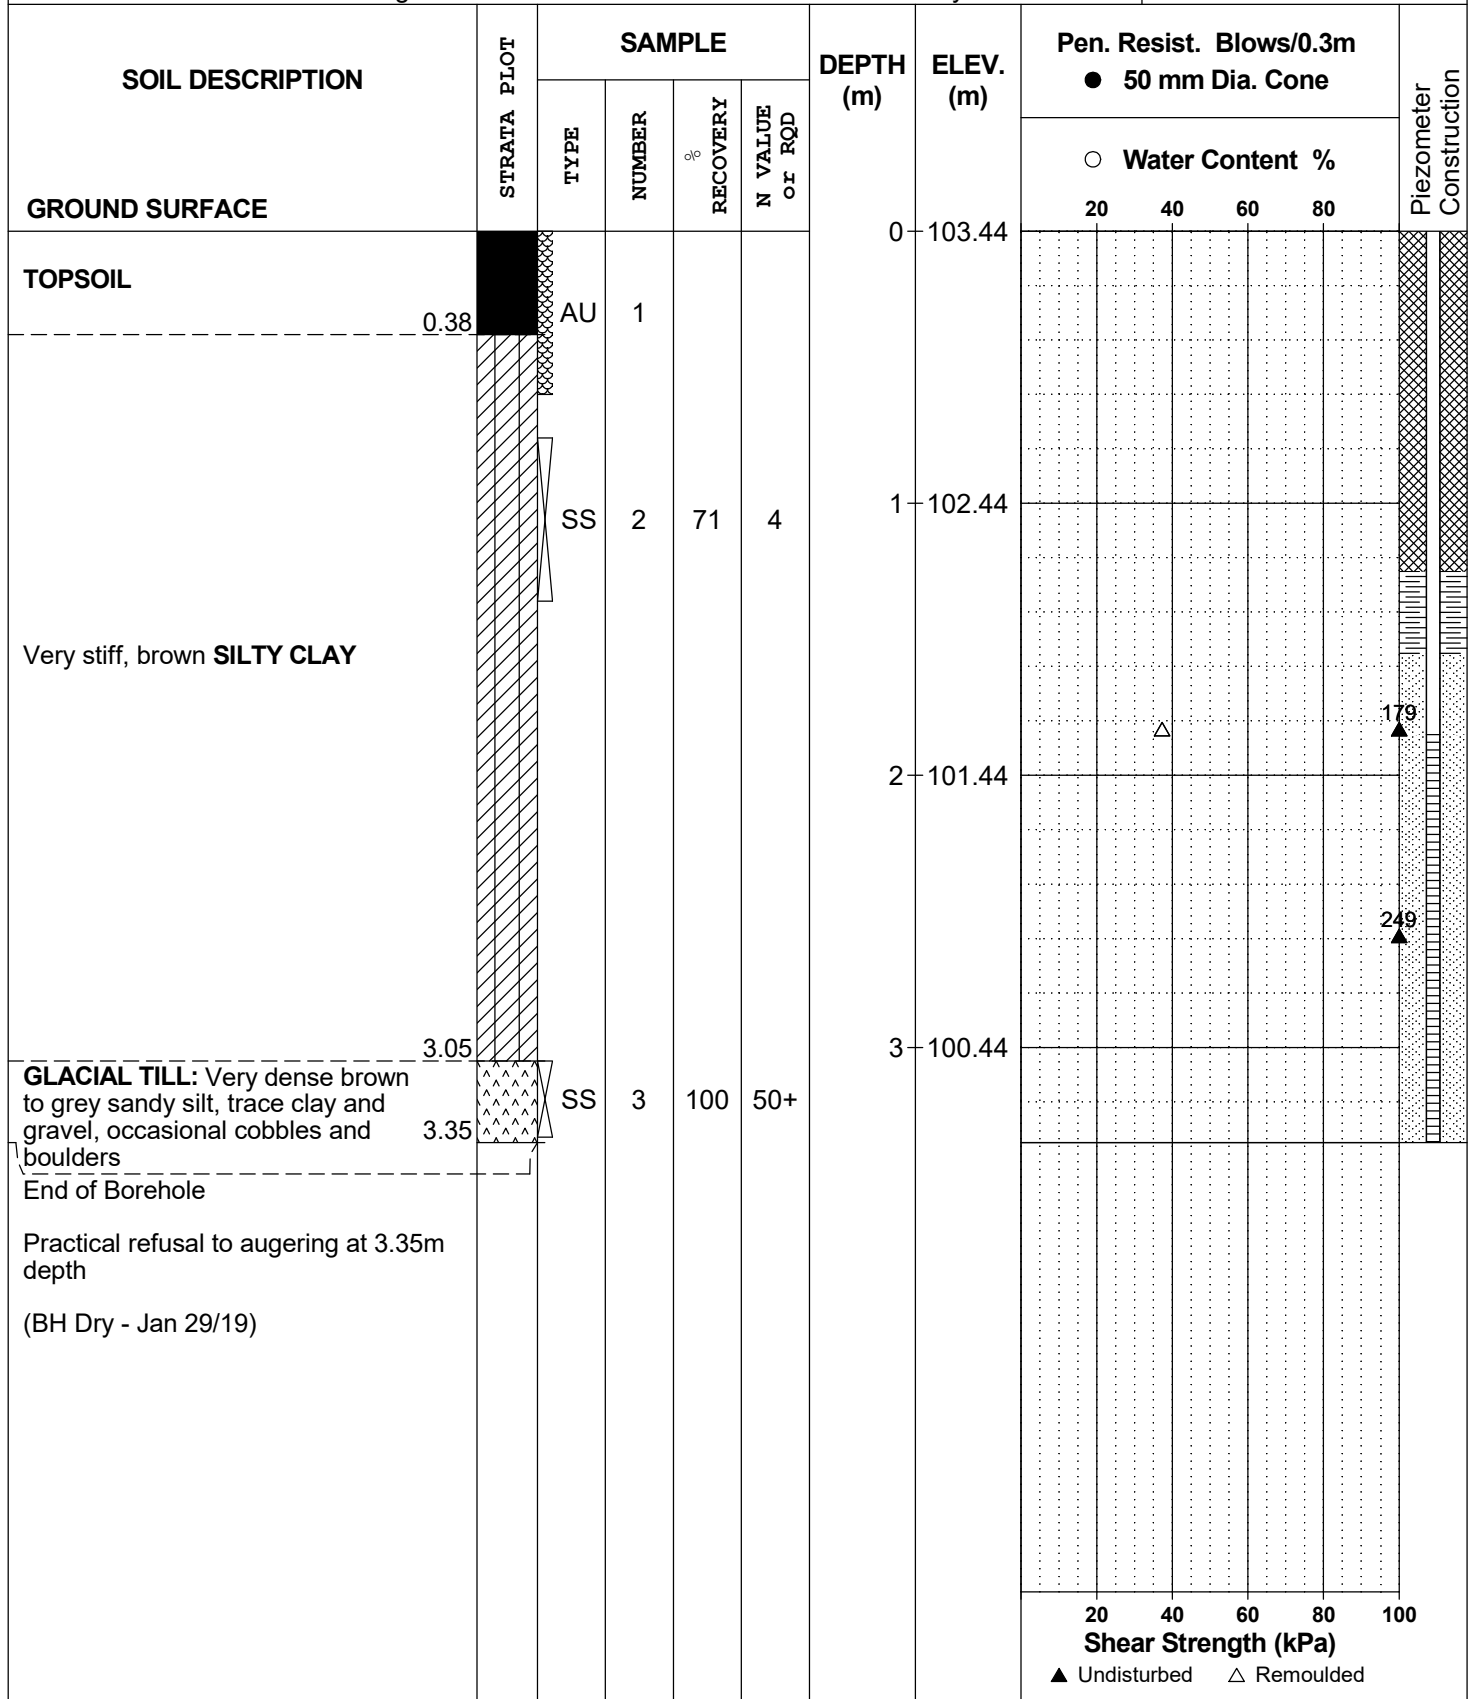 SOIL DESCRIPTION
GROUND SURFACE
STRATA PLOT
SAMPLE
TYPE
NUMBER
%
RECOVERY
N VALUE
or RQD
DEPTH
(m)
ELEV.
(m)
Pen. Resist. Blows/0.3m
● 50 mm Dia. Cone
○ Water Content %
20 40 60 80
Piezometer
Construction
0 103.44
TOPSOIL
0.38
AU 1
1 102.44
SS 2 71 4
Very stiff, brown SILTY CLAY
179
2 101.44
249
3.05
3 100.44
GLACIAL TILL: Very dense brown
to grey sandy silt, trace clay and
gravel, occasional cobbles and
boulders
3.35
SS 3 100 50+
End of Borehole
Practical refusal to augering at 3.35m
depth
(BH Dry - Jan 29/19)
20 40 60 80 100
Shear Strength (kPa)
▲ Undisturbed △ Remoulded